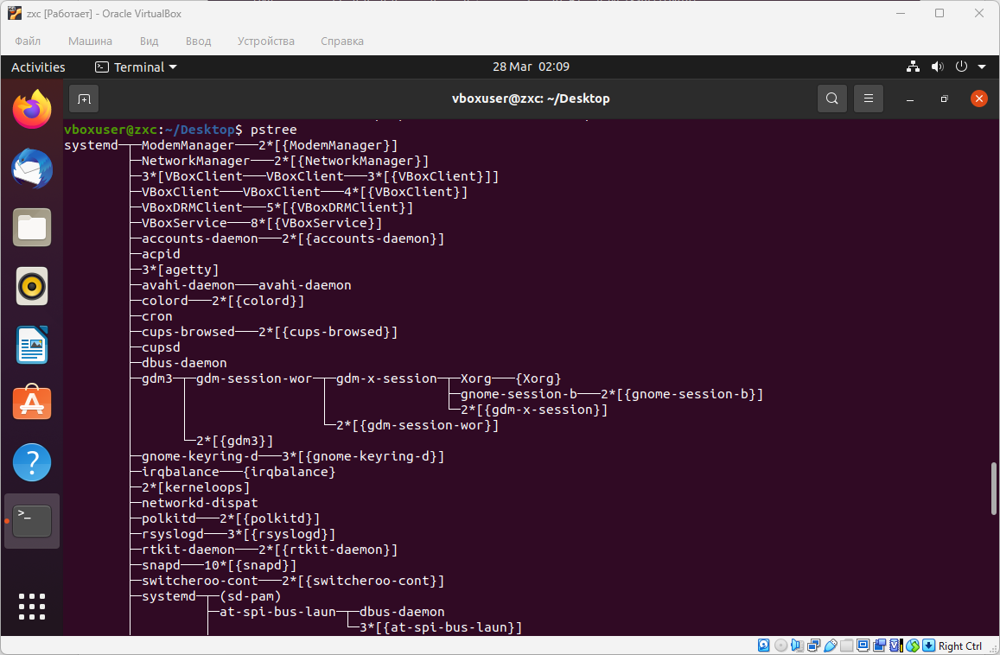 zxc [Работает] - Oracle VirtualBox
Файл Машина Вид Ввод Устройства Справка
Activities Terminal 28 Mar 02:09
vboxuser@zxc: ~/Desktop
vboxuser@zxc:~/Desktop$ pstree
systemd─┬─ModemManager───2*[{ModemManager}]
├─NetworkManager───2*[{NetworkManager}]
├─3*[VBoxClient───VBoxClient───3*[{VBoxClient}]]
├─VBoxClient───VBoxClient───4*[{VBoxClient}]
├─VBoxDRMClient───5*[{VBoxDRMClient}]
├─VBoxService───8*[{VBoxService}]
├─accounts-daemon───2*[{accounts-daemon}]
├─acpid
├─3*[agetty]
├─avahi-daemon───avahi-daemon
├─colord───2*[{colord}]
├─cron
├─cups-browsed───2*[{cups-browsed}]
├─cupsd
├─dbus-daemon
├─gdm3─┬─gdm-session-wor─┬─gdm-x-session─┬─Xorg───{Xorg}
├─gnome-session-b───2*[{gnome-session-b}]
└─2*[{gdm-x-session}]
└─2*[{gdm-session-wor}]
└─2*[{gdm3}]
├─gnome-keyring-d───3*[{gnome-keyring-d}]
├─irqbalance───{irqbalance}
├─2*[kerneloops]
├─networkd-dispat
├─polkitd───2*[{polkitd}]
├─rsyslogd───3*[{rsyslogd}]
├─rtkit-daemon───2*[{rtkit-daemon}]
├─snapd───10*[{snapd}]
├─switcheroo-cont───2*[{switcheroo-cont}]
├─systemd─┬─(sd-pam)
├─at-spi-bus-laun─┬─dbus-daemon
└─3*[{at-spi-bus-laun}]
Right Ctrl